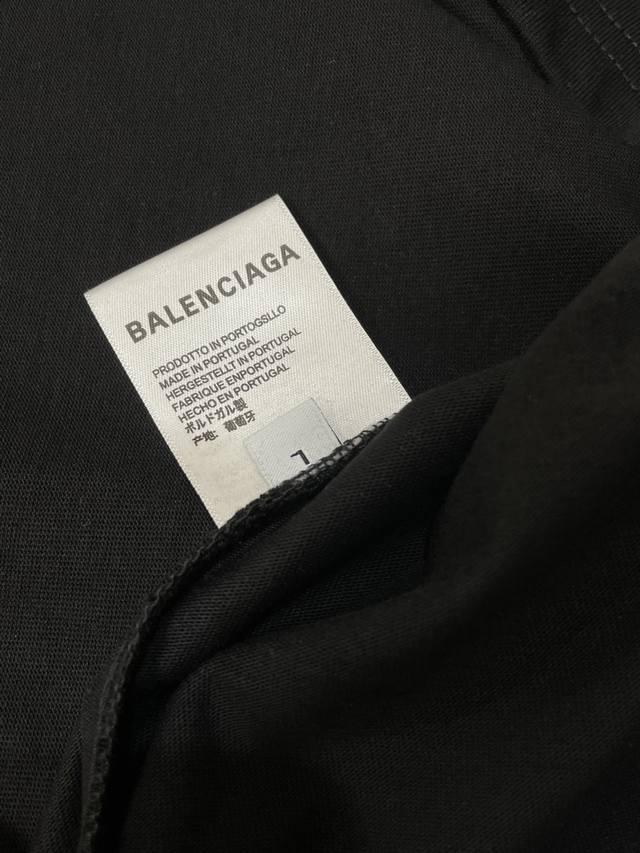 BALENCIAGA
PRODOTTO IN PORTOGSLLO
MADE IN PORTUGAL
HERGESTELLT IN PORTUGAL
FABRIQUE ENPORTUGAL
HECHO EN PORTUGAL
ポルドガル製
产地: 葡萄牙
1